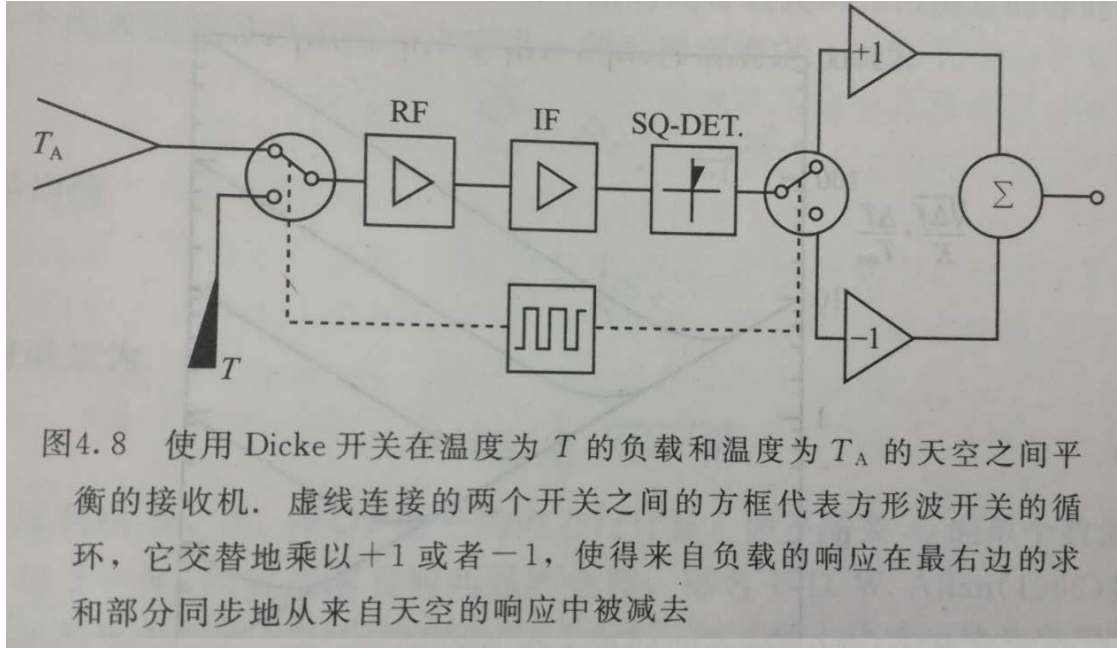 RF
IF
SQ-DET.
+1
T_A
Σ
-1
T
图4.8 使用 Dicke 开关在温度为 T 的负载和温度为 T_A 的天空之间平
衡的接收机. 虚线连接的两个开关之间的方框代表方形波开关的循
环, 它交替地乘以+1 或者-1, 使得来自负载的响应在最右边的求
和部分同步地从来自天空的响应中被减去